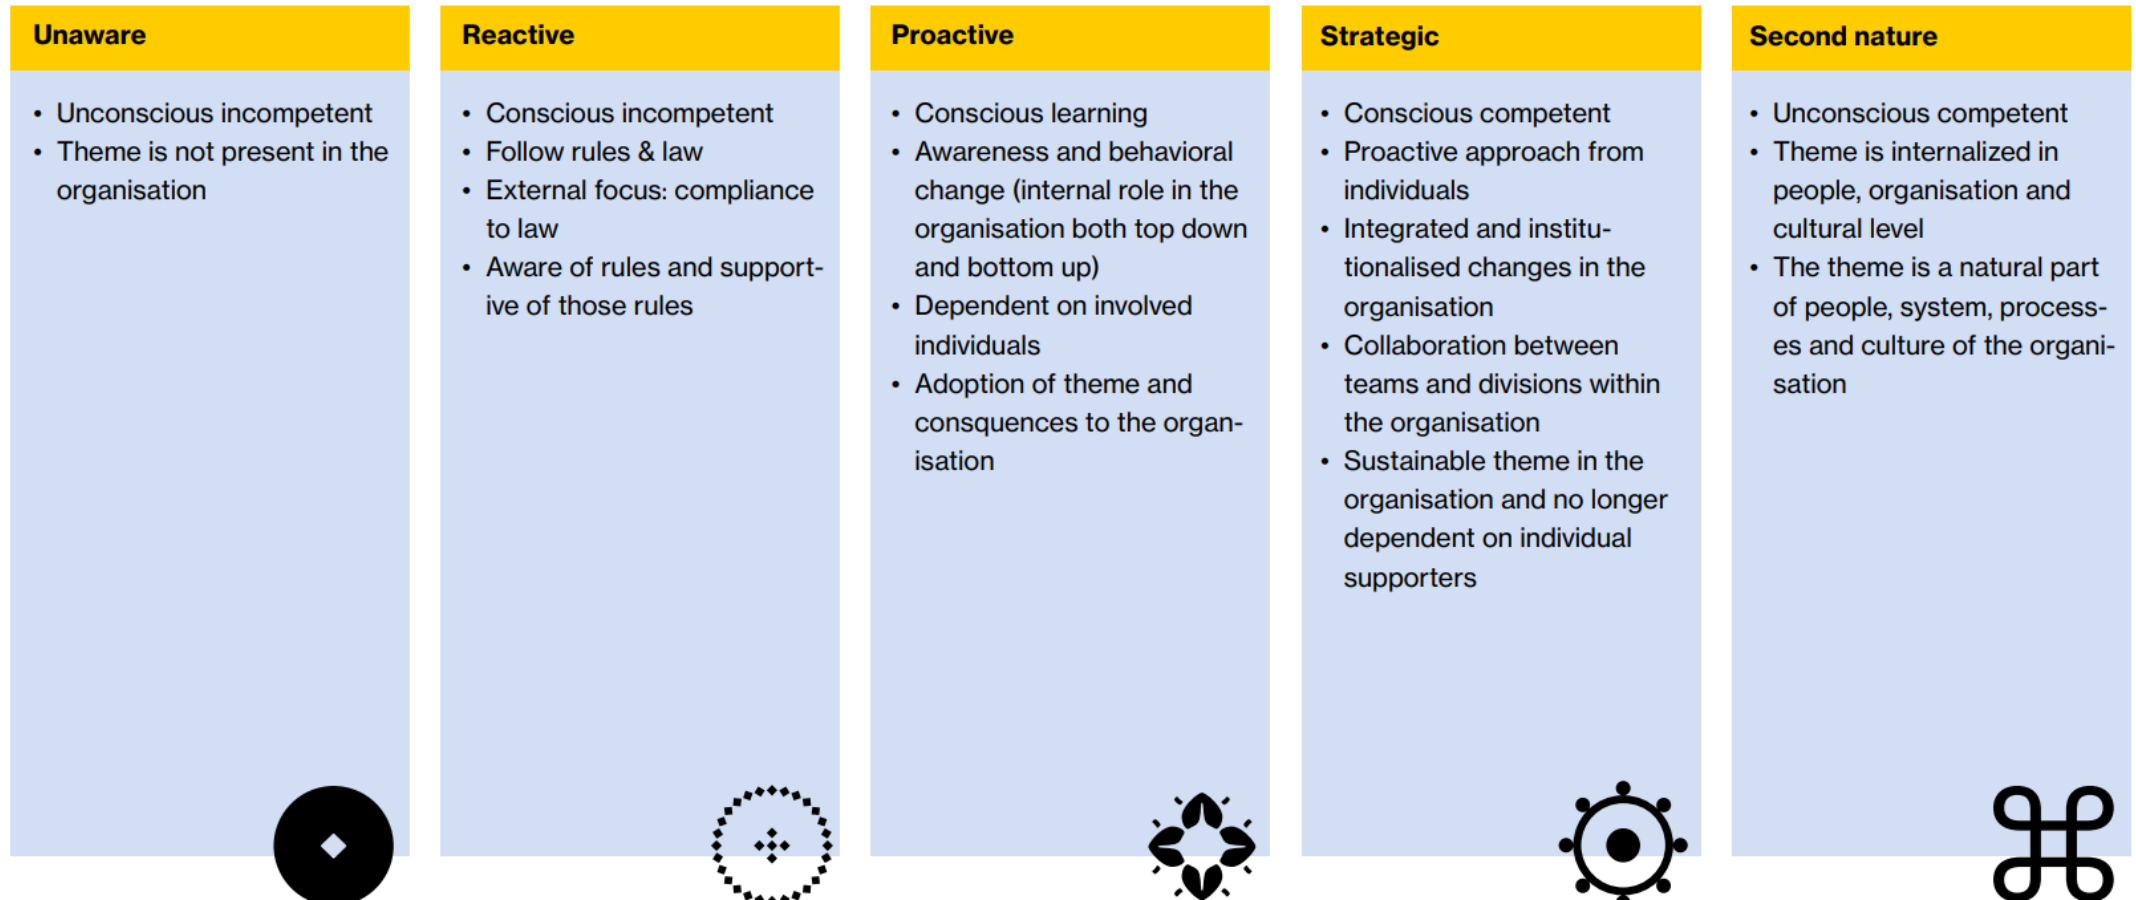 Unaware
• Unconscious incompetent
• Theme is not present in the
organisation
Reactive
• Conscious incompetent
• Follow rules & law
• External focus: compliance
to law
• Aware of rules and support-
ive of those rules
Proactive
• Conscious learning
• Awareness and behavioral
change (internal role in the
organisation both top down
and bottom up)
• Dependent on involved
individuals
• Adoption of theme and
consquences to the organ-
isation
Strategic
• Conscious competent
• Proactive approach from
individuals
• Integrated and institu-
tionalised changes in the
organisation
• Collaboration between
teams and divisions within
the organisation
• Sustainable theme in the
organisation and no longer
dependent on individual
supporters
Second nature
• Unconscious competent
• Theme is internalized in
people, organisation and
cultural level
• The theme is a natural part
of people, system, process-
es and culture of the organi-
sation